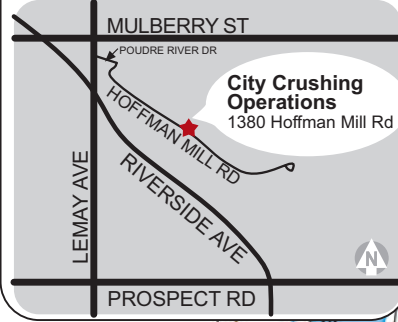 MULBERRY ST
POUDRE RIVER DR
City Crushing
Operations
1380 Hoffman Mill Rd
HOFFMAN MILL RD
RIVERSIDE AVE
LEMAY AVE
N
PROSPECT RD